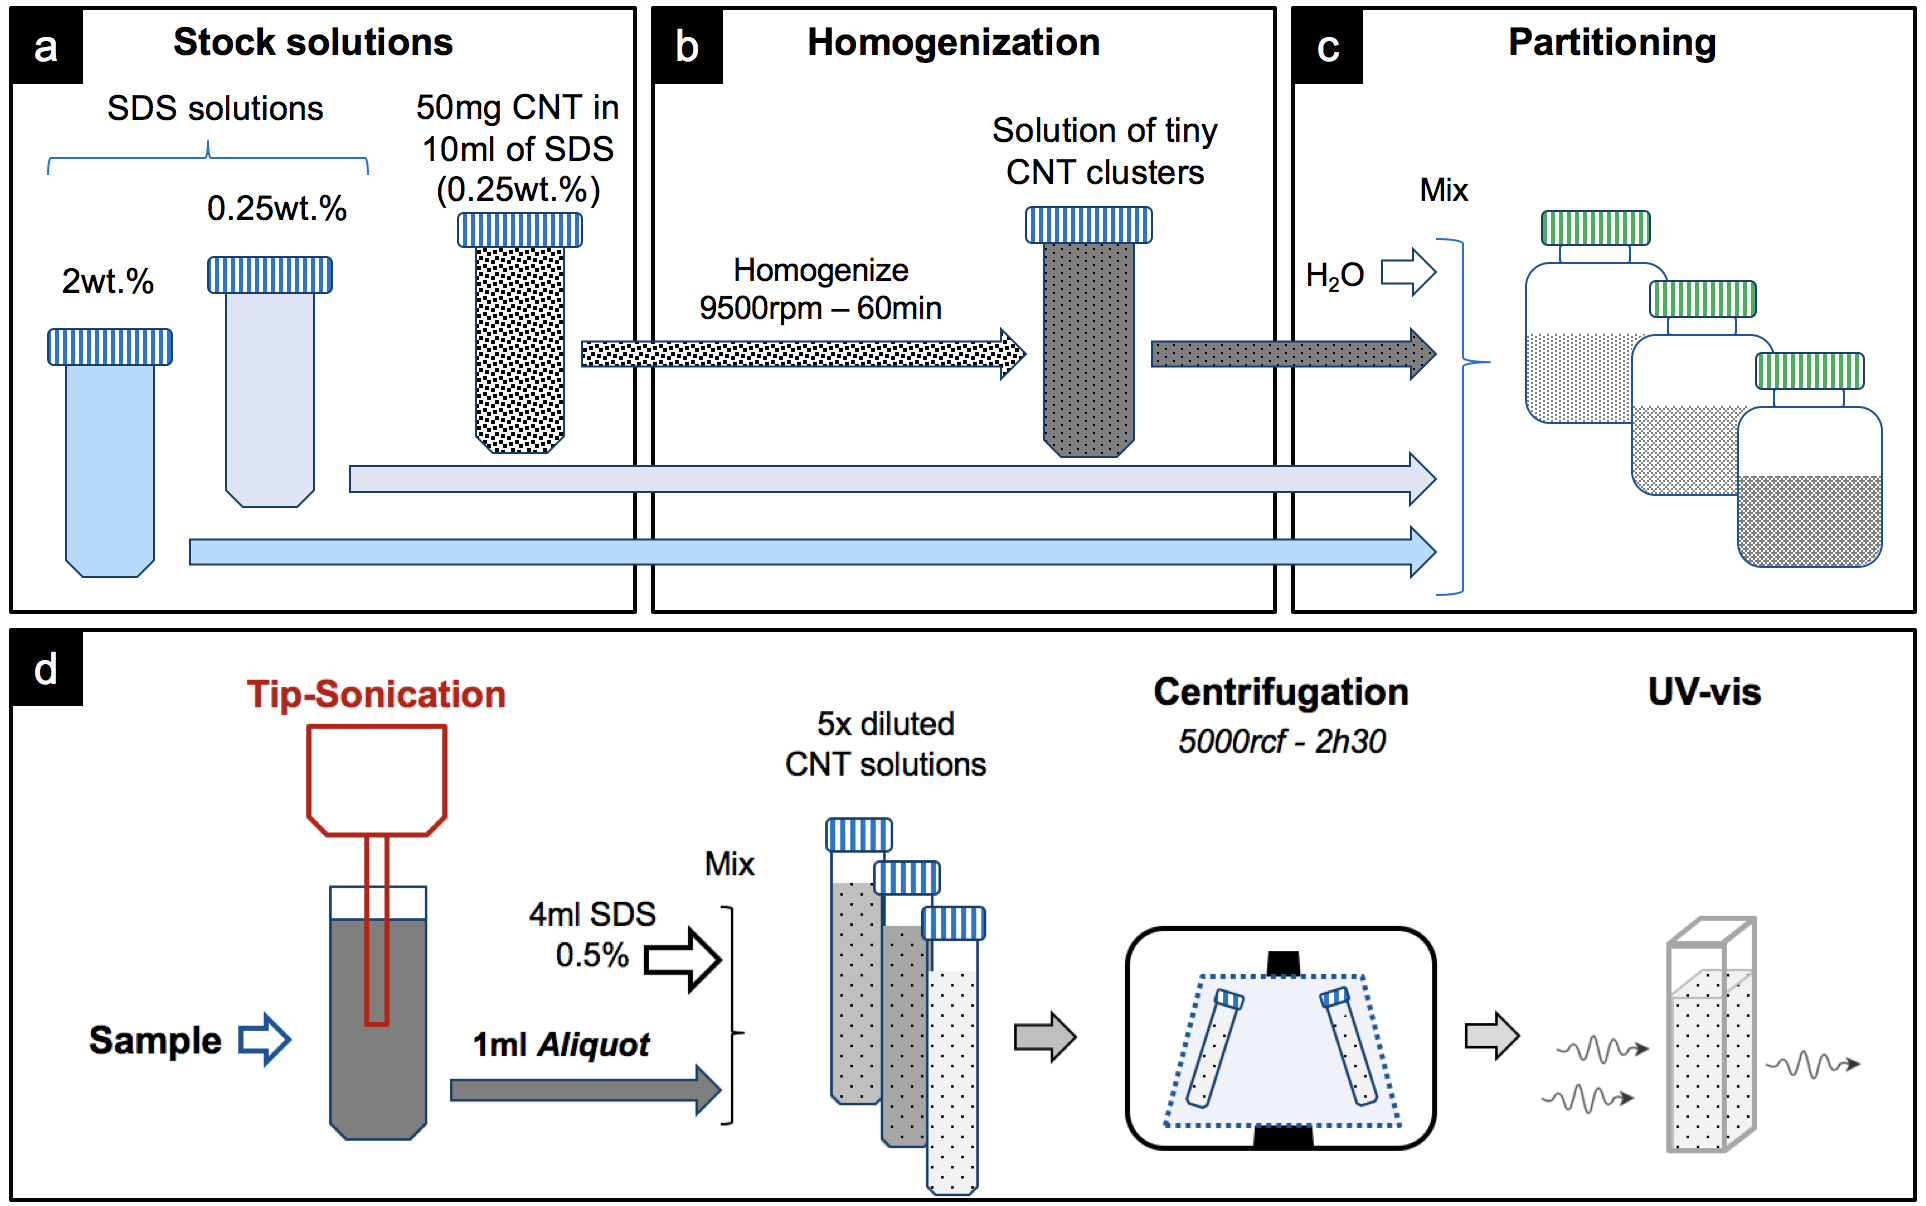 a
Stock solutions
SDS solutions
50mg CNT in
10ml of SDS
(0.25wt.%)
0.25wt.%
2wt.%
b
Homogenization
Solution of tiny
CNT clusters
Homogenize
9500rpm – 60min
c
Partitioning
Mix
H₂O
d
Tip-Sonication
Sample
4ml SDS
0.5%
1ml Aliquot
Mix
5x diluted
CNT solutions
Centrifugation
5000rcf - 2h30
UV-vis